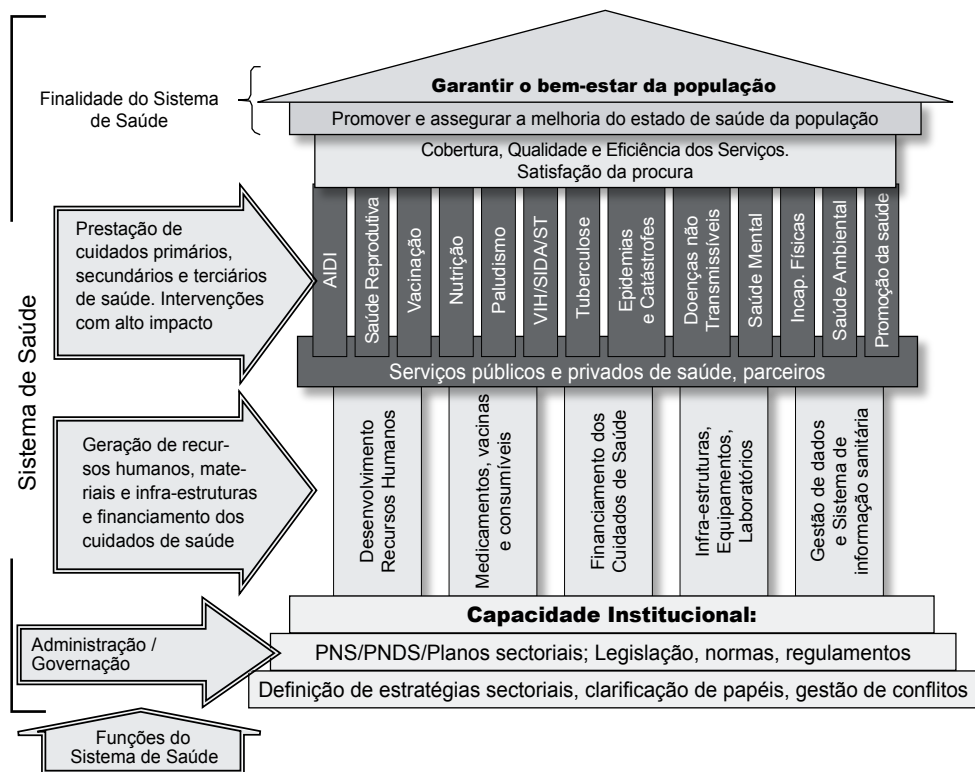 Garantir o bem-estar da população
Finalidade do Sistema
de Saúde
Promover e assegurar a melhoria do estado de saúde da população
Cobertura, Qualidade e Eficiência dos Serviços.
Satisfação da procura
Sistema de Saúde
Prestação de
cuidados primários,
secundários e terciários
de saúde. Intervenções
com alto impacto
AIDI
Saúde Reprodutiva
Vacinação
Nutrição
Paludismo
VIH/SIDA/ST
Tuberculose
Epidemias
e Catástrofes
Doenças não
Transmissíveis
Saúde Mental
Incap. Físicas
Saúde Ambiental
Promoção da saúde
Serviços públicos e privados de saúde, parceiros
Geração de recur-
sos humanos, mate-
riais e infra-estruturas
e financiamento dos
cuidados de saúde
Desenvolvimento
Recursos Humanos
Medicamentos, vacinas
e consumíveis
Financiamento dos
Cuidados de Saúde
Infra-estruturas,
Equipamentos,
Laboratórios
Gestão de dados
e Sistema de
informação sanitária
Capacidade Institucional:
Administração /
Governação
PNS/PNDS/Planos sectoriais; Legislação, normas, regulamentos
Definição de estratégias sectoriais, clarificação de papéis, gestão de conflitos
Funções do
Sistema de Saúde